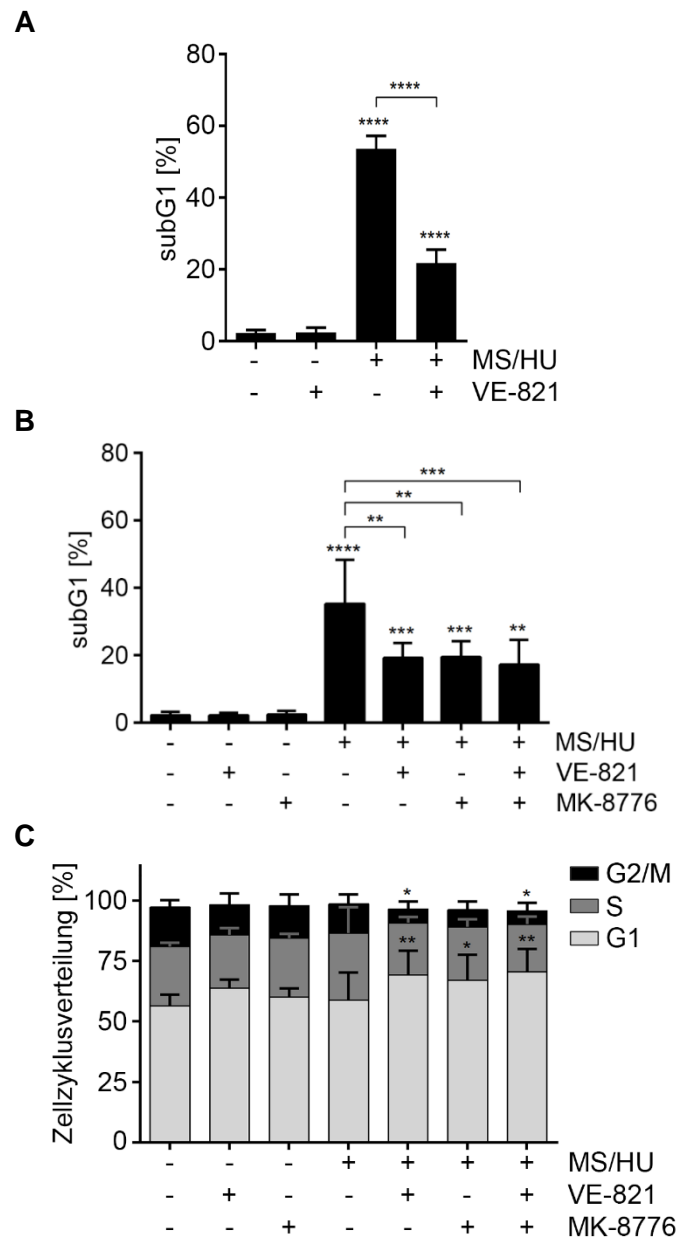 A
subG1 [%]
80
60
40
20
0
****
****
****
- - + + MS/HU
- + - + VE-821
B
subG1 [%]
80
60
40
20
0
***
**
**
****
***
***
**
- - - + + + + MS/HU
- + - - + - + VE-821
- - + - - + + MK-8776
C
Zellzyklusverteilung [%]
100
75
50
25
0
* *
** * **
G2/M
S
G1
- - - + + + + MS/HU
- + - - + - + VE-821
- - + - - + + MK-8776